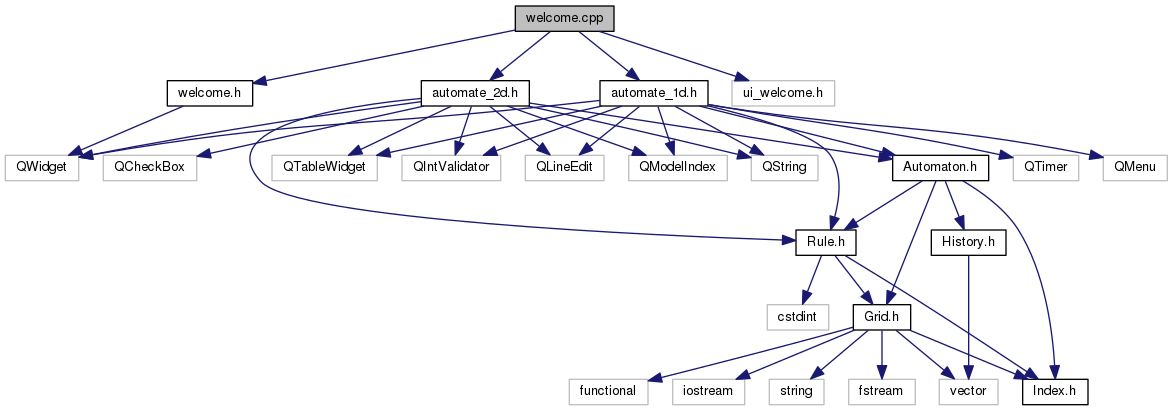 welcome.cpp
welcome.h
automate_2d.h
automate_1d.h
ui_welcome.h
QWidget
QCheckBox
QTableWidget
QIntValidator
QLineEdit
QModelIndex
QString
Automaton.h
QTimer
QMenu
Rule.h
History.h
cstdint
Grid.h
functional
iostream
string
fstream
vector
Index.h